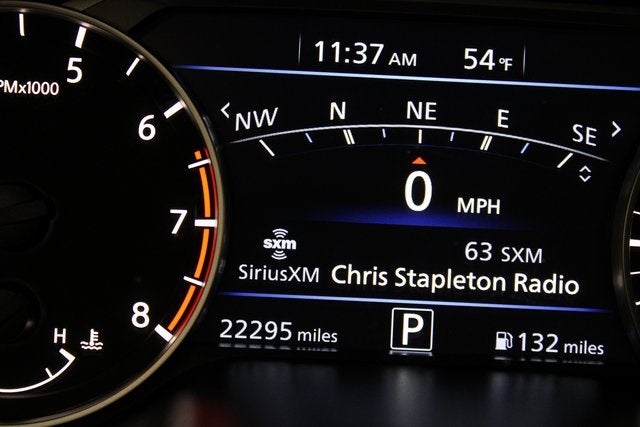 11:37 AM 54 °F
5
PMx1000
NW N NE E SE
6
0 MPH
7
sxm 63 SXM
SiriusXM Chris Stapleton Radio
8
22295 miles P 132 miles
H